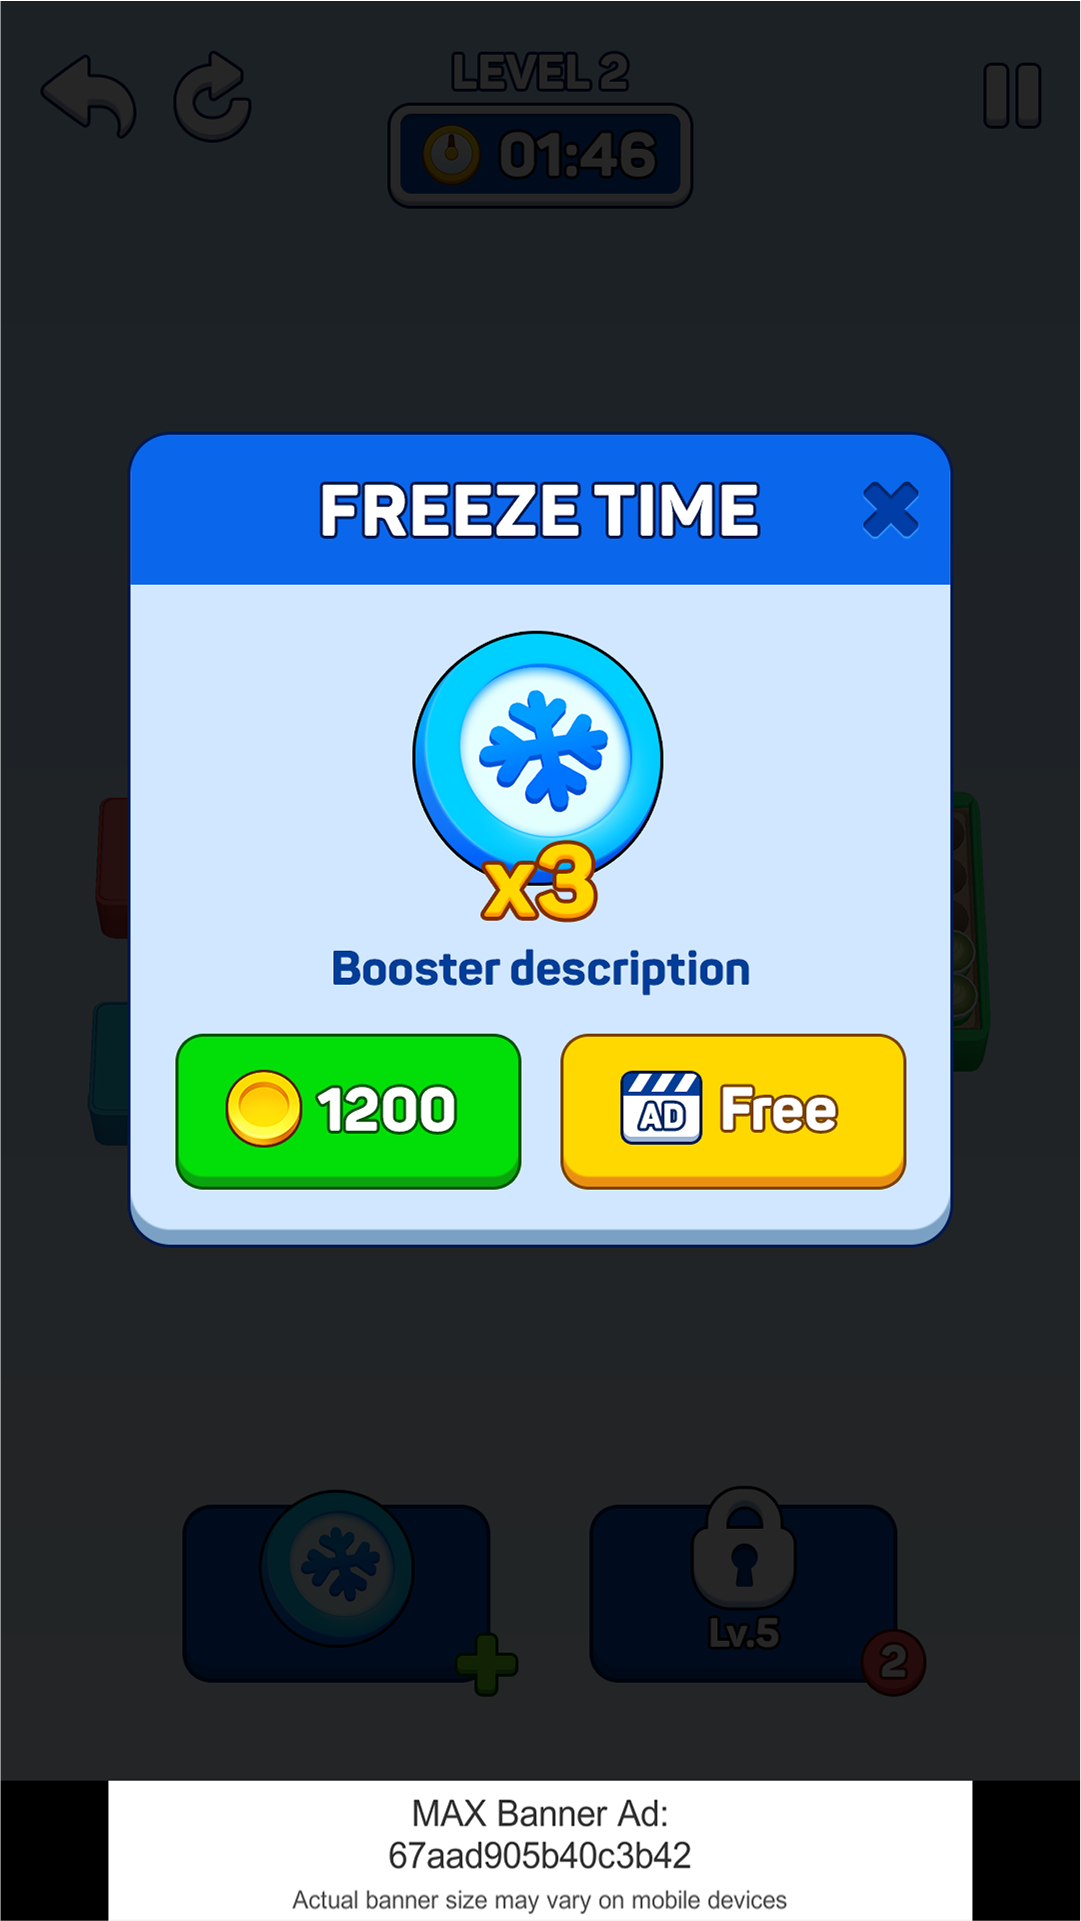 LEVEL 2
01:46
FREEZE TIME
x3
Booster description
1200
AD Free
Lv.5
2
MAX Banner Ad:
67aad905b40c3b42
Actual banner size may vary on mobile devices